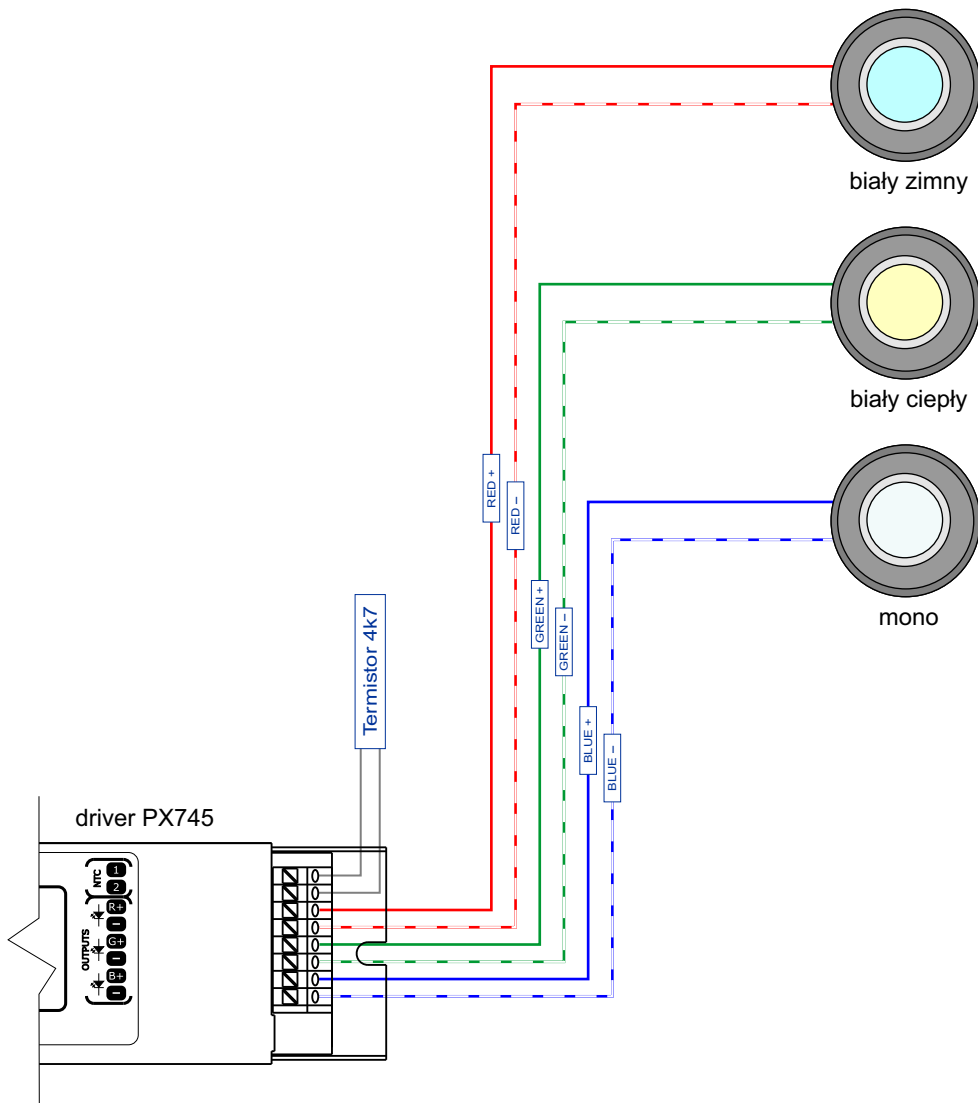 biały zimny
biały ciepły
mono
RED +
RED –
GREEN +
GREEN –
BLUE +
BLUE –
Termistor 4k7
driver PX745
NTC
1
2
OUTPUTS
R+
–
G+
–
B+
–